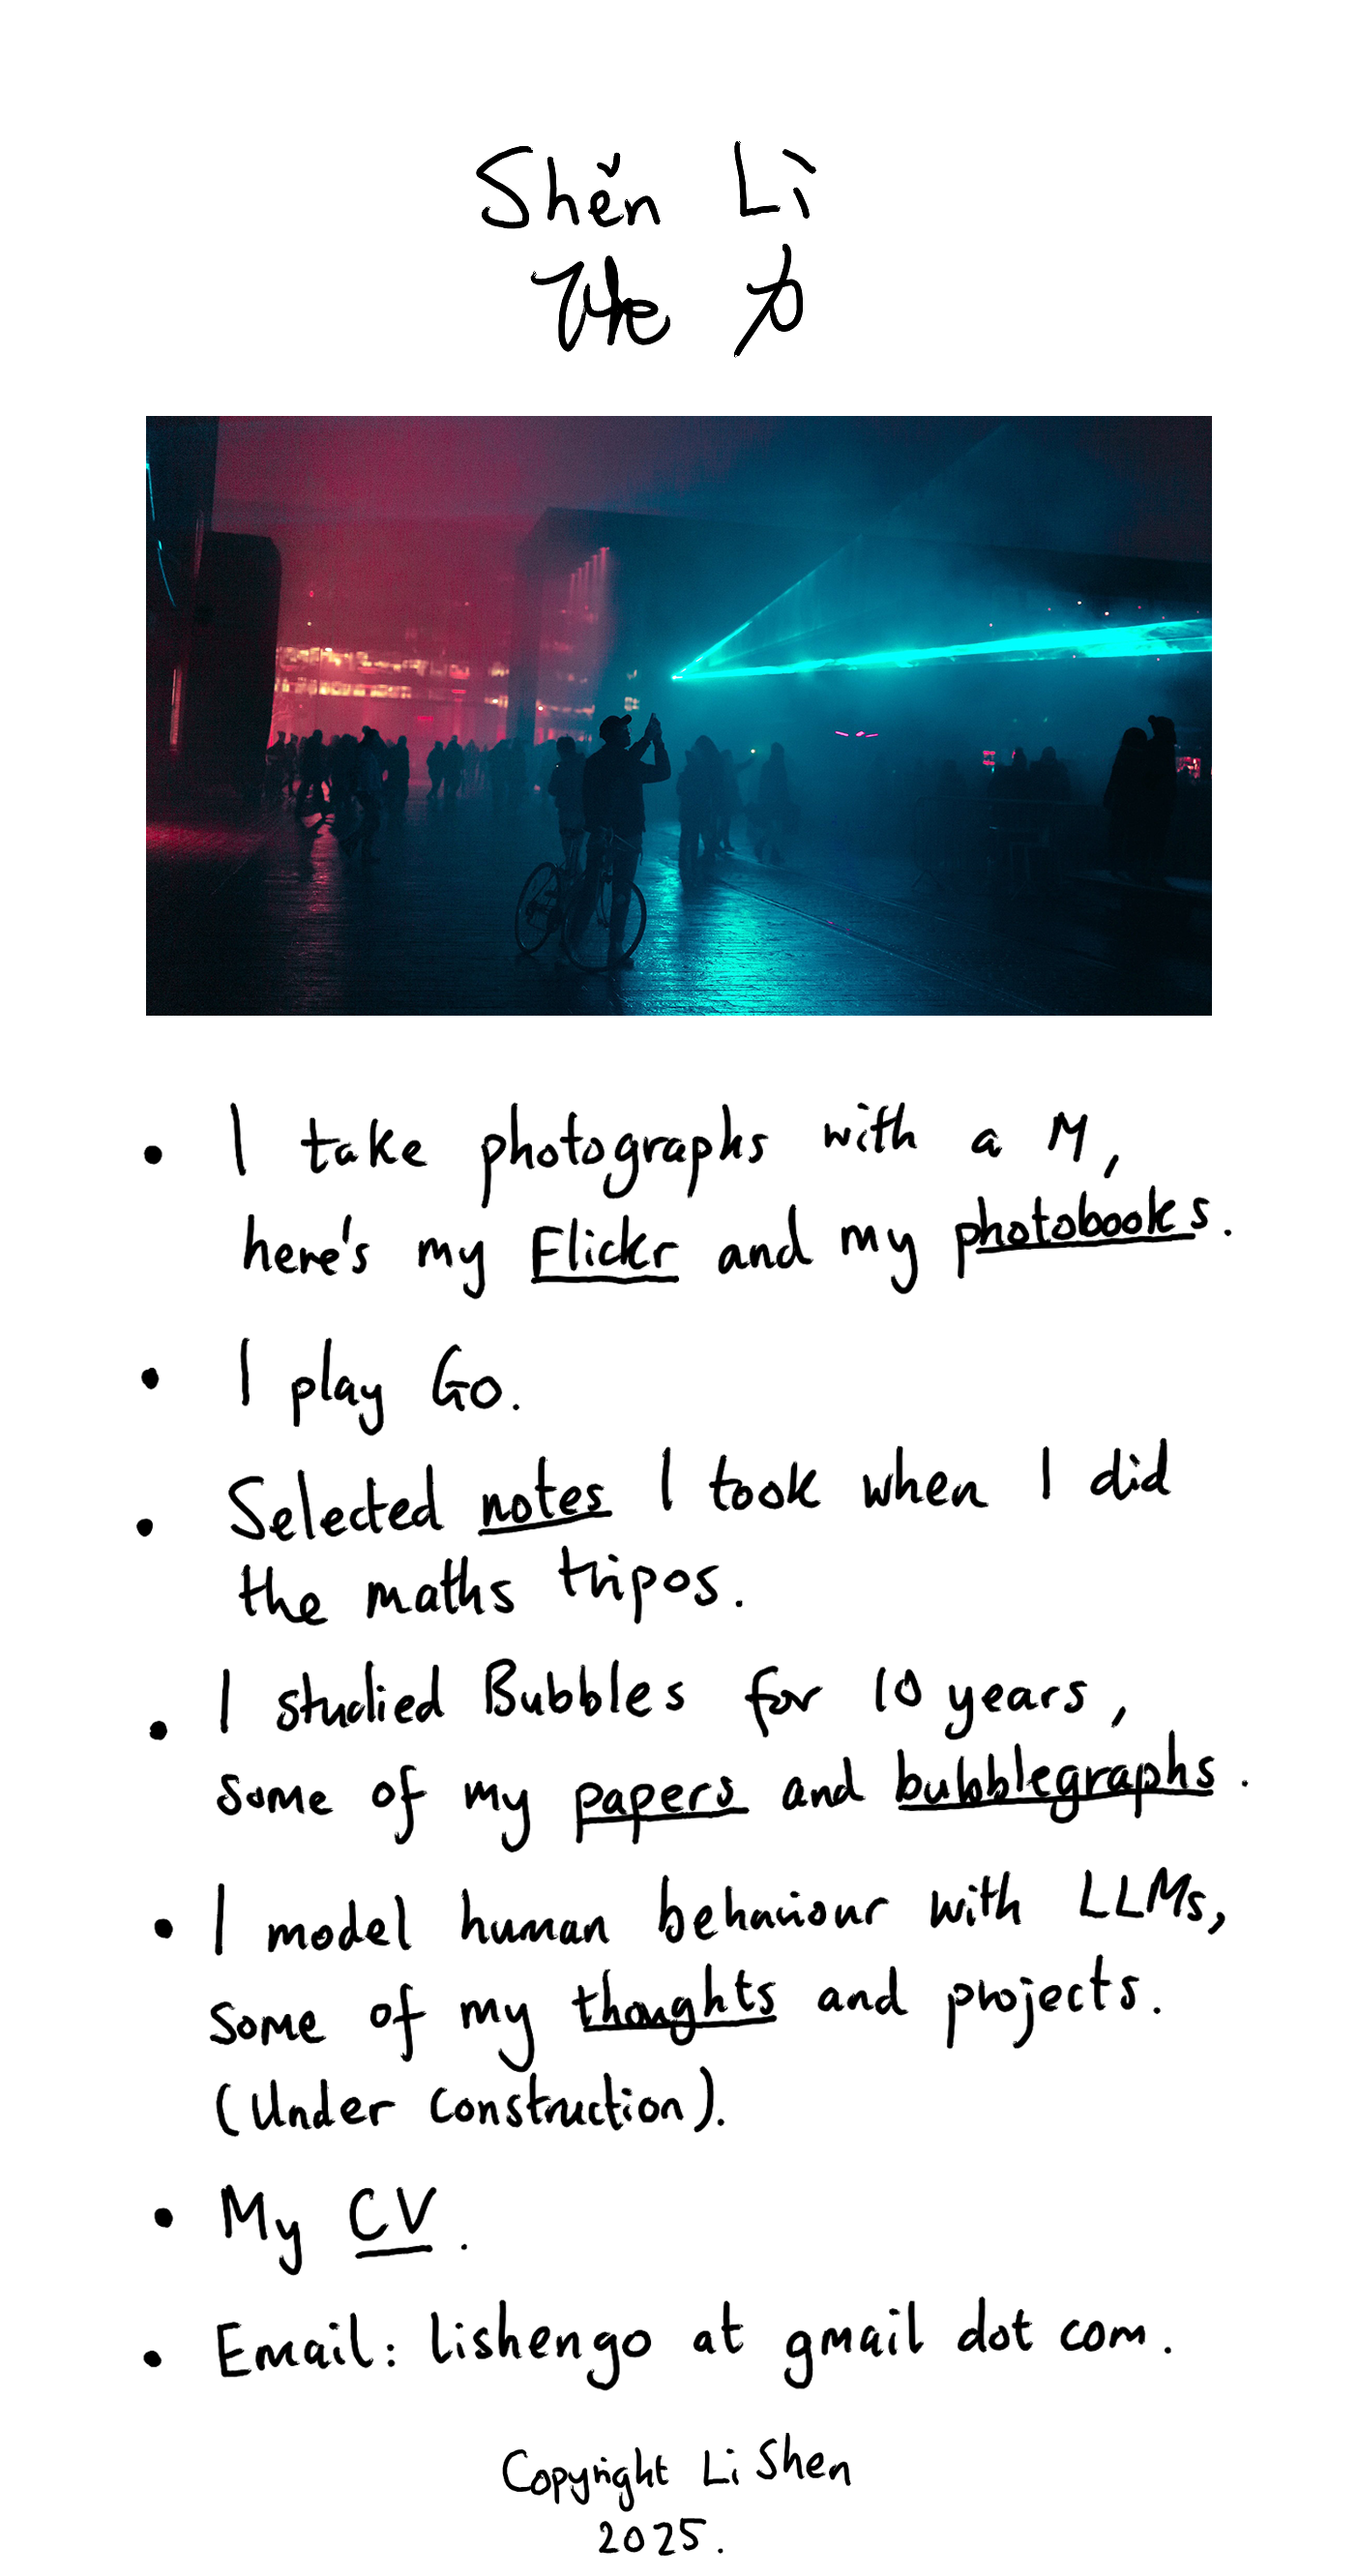 Shěn Lì
力
• I take photographs with a M,
here's my Flickr and my photobooks.
• I play Go.
• Selected notes I took when I did
the maths tripos.
• I studied Bubbles for 10 years,
some of my papers and bubblegraphs.
• I model human behaviour with LLMs,
some of my thoughts and projects.
(Under Construction).
• My CV.
• Email: lishengo at gmail dot com.
Copyright Li Shen
2025.